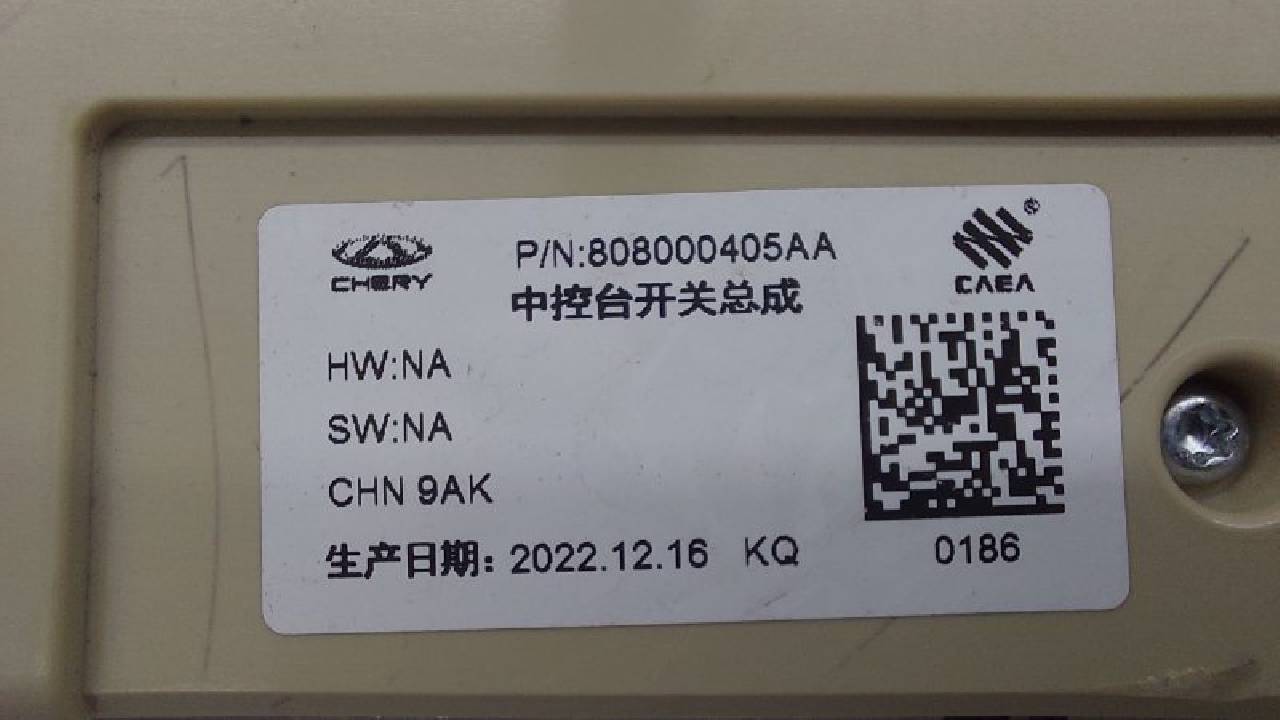 CHERY
P/N:808000405AA
CAEA
®
中控台开关总成
HW:NA
SW:NA
CHN 9AK
生产日期: 2022.12.16 KQ
0186